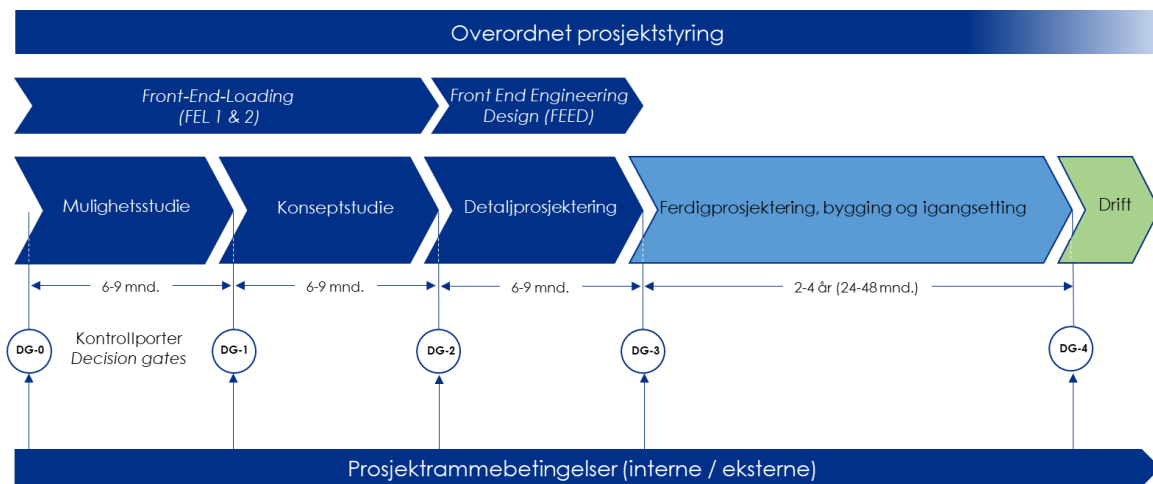 Overordnet prosjektstyring
Front-End-Loading
(FEL 1 & 2)
Front End Engineering
Design (FEED)
Mulighetsstudie
Konseptstudie
Detaljprosjektering
Ferdigprosjektering, bygging og igangsetting
Drift
6-9 mnd.
6-9 mnd.
6-9 mnd.
2-4 år (24-48 mnd.)
DG-0
Kontrollporter
Decision gates
DG-1
DG-2
DG-3
DG-4
Prosjektrammebetingelser (interne / eksterne)